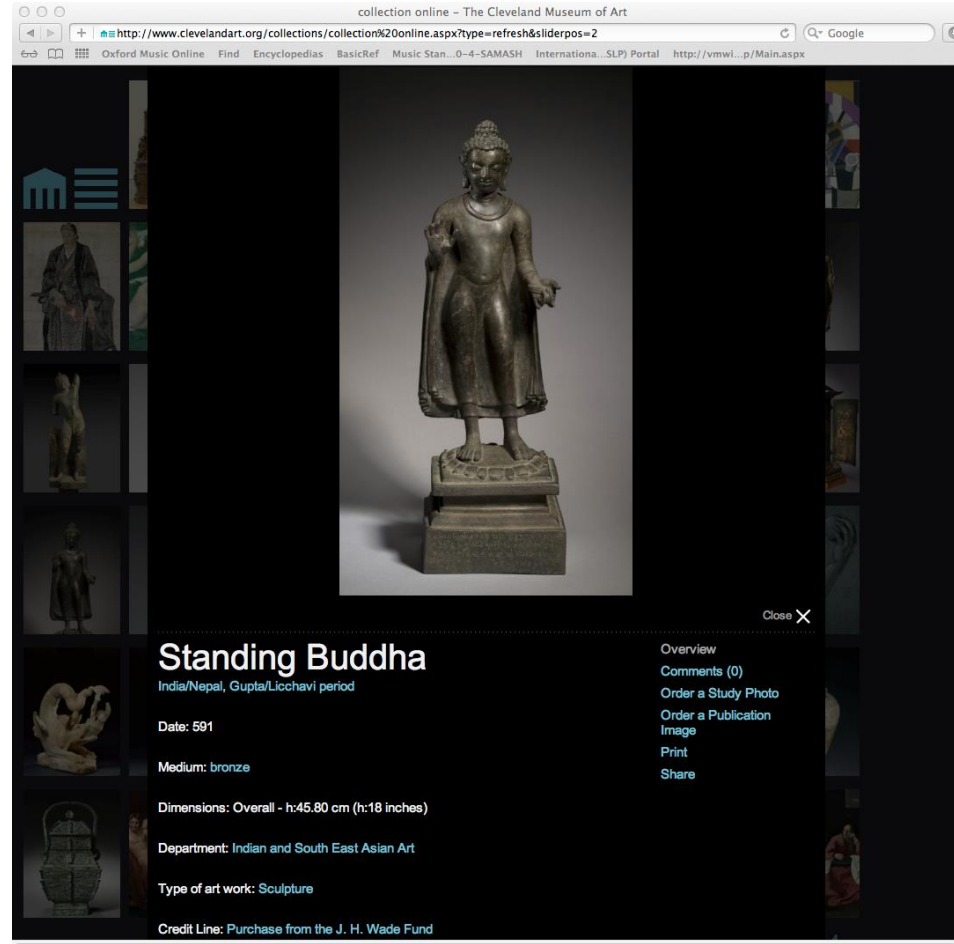 collection online – The Cleveland Museum of Art
http://www.clevelandart.org/collections/collection%20online.aspx?type=refresh&sliderpos=2
Google
Oxford Music Online Find Encyclopedias BasicRef Music Stan...0-4-SAMASH Internationa...SLP) Portal http://vmwi...p/Main.aspx
Close
Standing Buddha
India/Nepal, Gupta/Licchavi period
Date: 591
Medium: bronze
Dimensions: Overall - h:45.80 cm (h:18 inches)
Department: Indian and South East Asian Art
Type of art work: Sculpture
Credit Line: Purchase from the J. H. Wade Fund
Overview
Comments (0)
Order a Study Photo
Order a Publication
Image
Print
Share